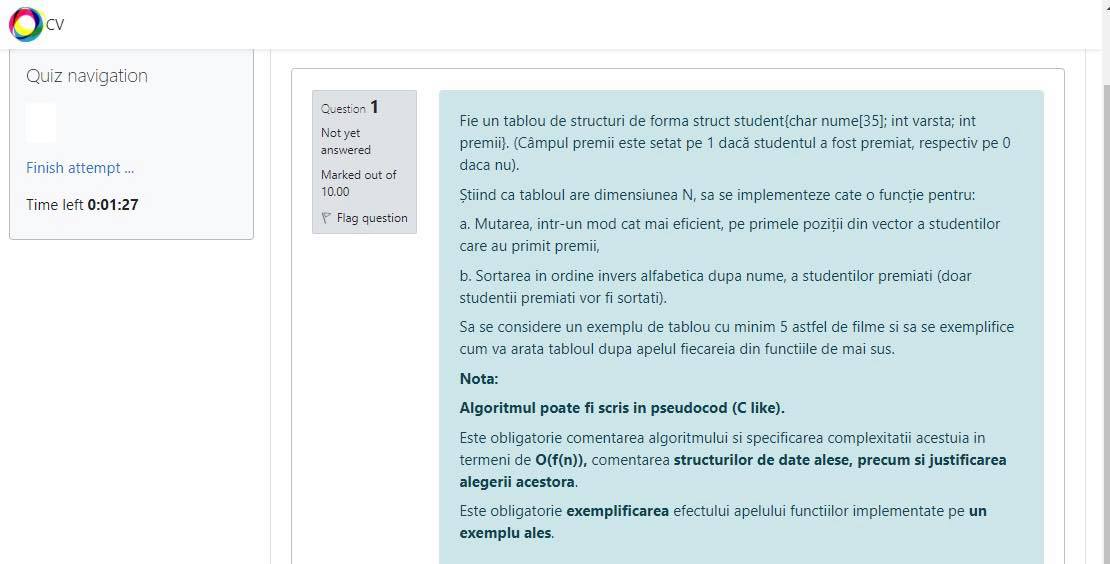 CV
Quiz navigation
Finish attempt ...
Time left 0:01:27
Question 1
Not yet
answered
Marked out of
10.00
Flag question
Fie un tablou de structuri de forma struct student{char nume[35]; int varsta; int
premii}. (Câmpul premii este setat pe 1 dacă studentul a fost premiat, respectiv pe 0
daca nu).
Știind ca tabloul are dimensiunea N, sa se implementeze cate o funcție pentru:
a. Mutarea, intr-un mod cat mai eficient, pe primele poziții din vector a studentilor
care au primit premii,
b. Sortarea in ordine invers alfabetica dupa nume, a studentilor premiati (doar
studentii premiati vor fi sortati).
Sa se considere un exemplu de tablou cu minim 5 astfel de filme si sa se exemplifice
cum va arata tabloul dupa apelul fiecareia din functiile de mai sus.
Nota:
Algoritmul poate fi scris in pseudocod (C like).
Este obligatorie comentarea algoritmului si specificarea complexitatii acestuia in
termeni de O(f(n)), comentarea structurilor de date alese, precum si justificarea
alegerii acestora.
Este obligatorie exemplificarea efectului apelului functiilor implementate pe un
exemplu ales.